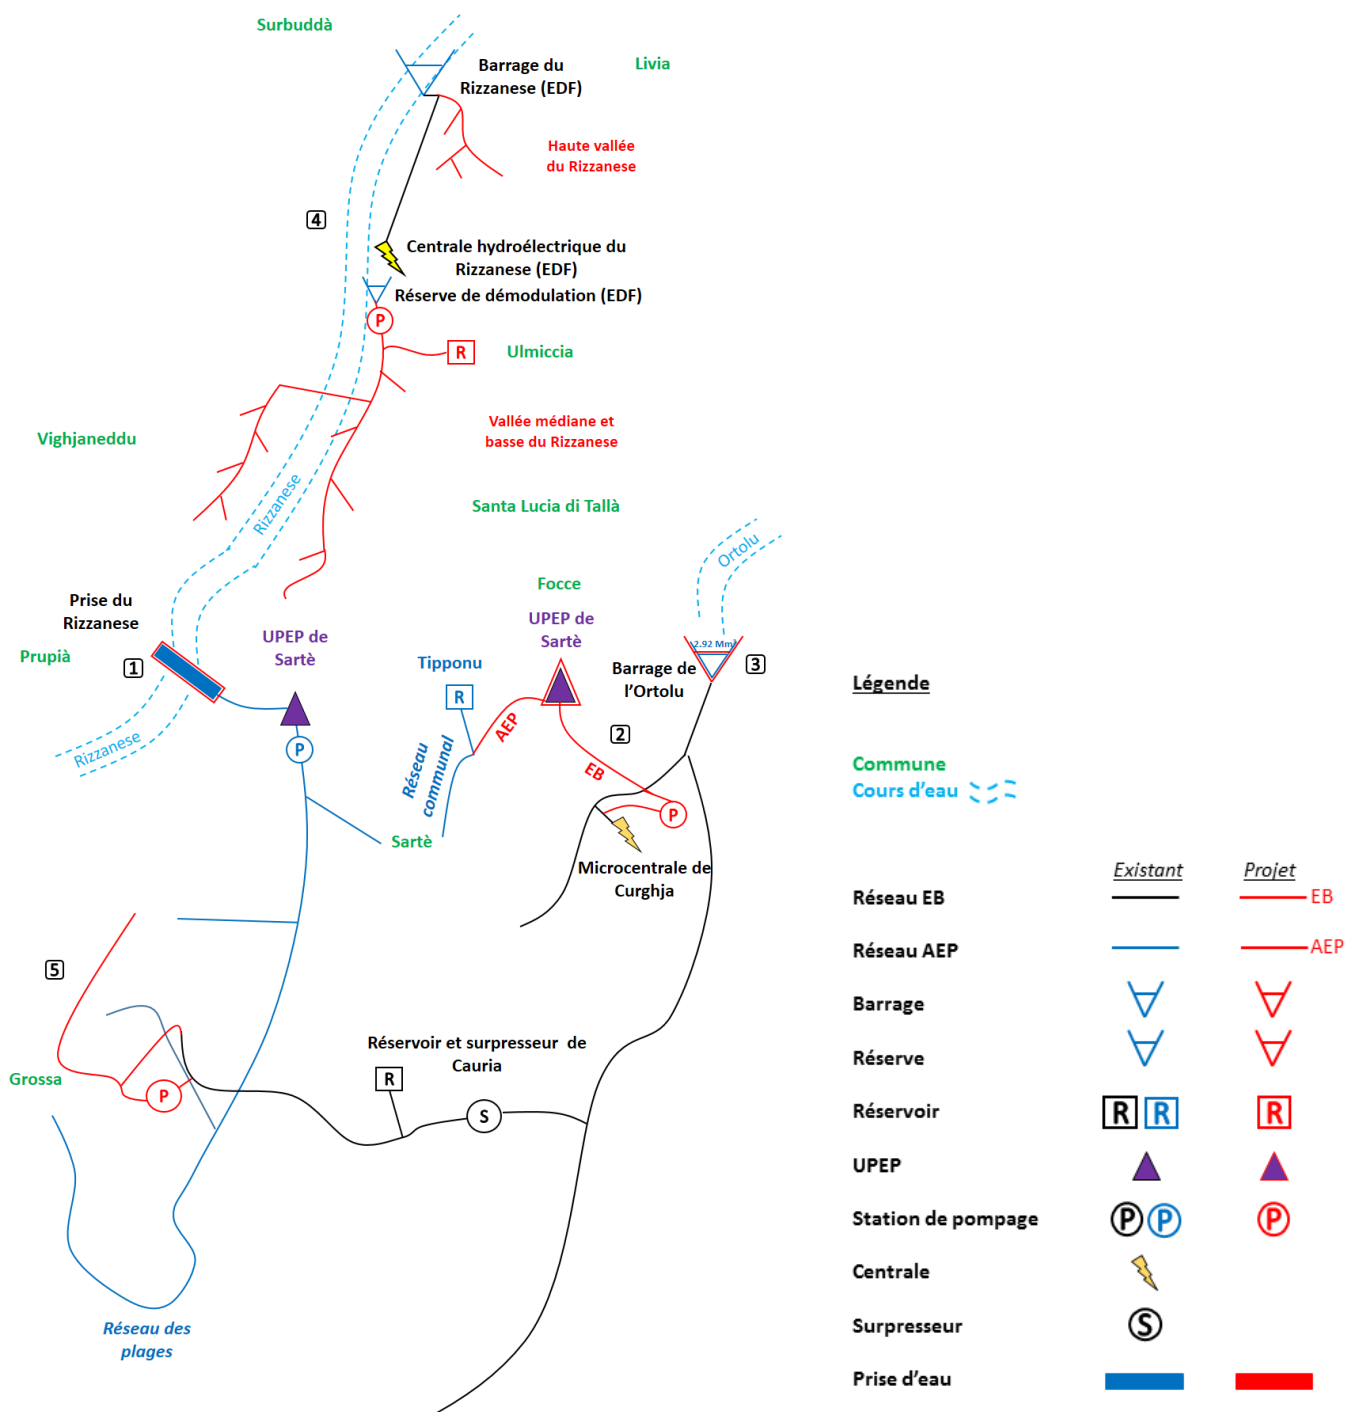 Surbuddà
Barrage du
Rizzanese (EDF)
Livia
Haute vallée
du Rizzanese
4
Centrale hydroélectrique du
Rizzanese (EDF)
Réserve de démodulation (EDF)
P
R
Ulmiccia
Vighjaneddu
Vallée médiane et
basse du Rizzanese
Rizzanese
Santa Lucia di Tallà
Ortolu
Focce
Prise du
Rizzanese
UPEP de
Sartè
UPEP de
Sartè
Prupià
1
Tipponu
R
Barrage de
l'Ortolu
2.92 Mm³
3
Rizzanese
P
AEP
2
EB
Réseau
communal
P
Sartè
Microcentrale de
Curghja
5
Grossa
P
Réservoir et surpresseur de
Cauria
R
S
Réseau des
plages
Légende
Commune
Cours d'eau
Existant
Projet
Réseau EB
EB
Réseau AEP
AEP
Barrage
Réserve
Réservoir
R
R
R
UPEP
Station de pompage
P
P
P
Centrale
Surpresseur
S
Prise d'eau